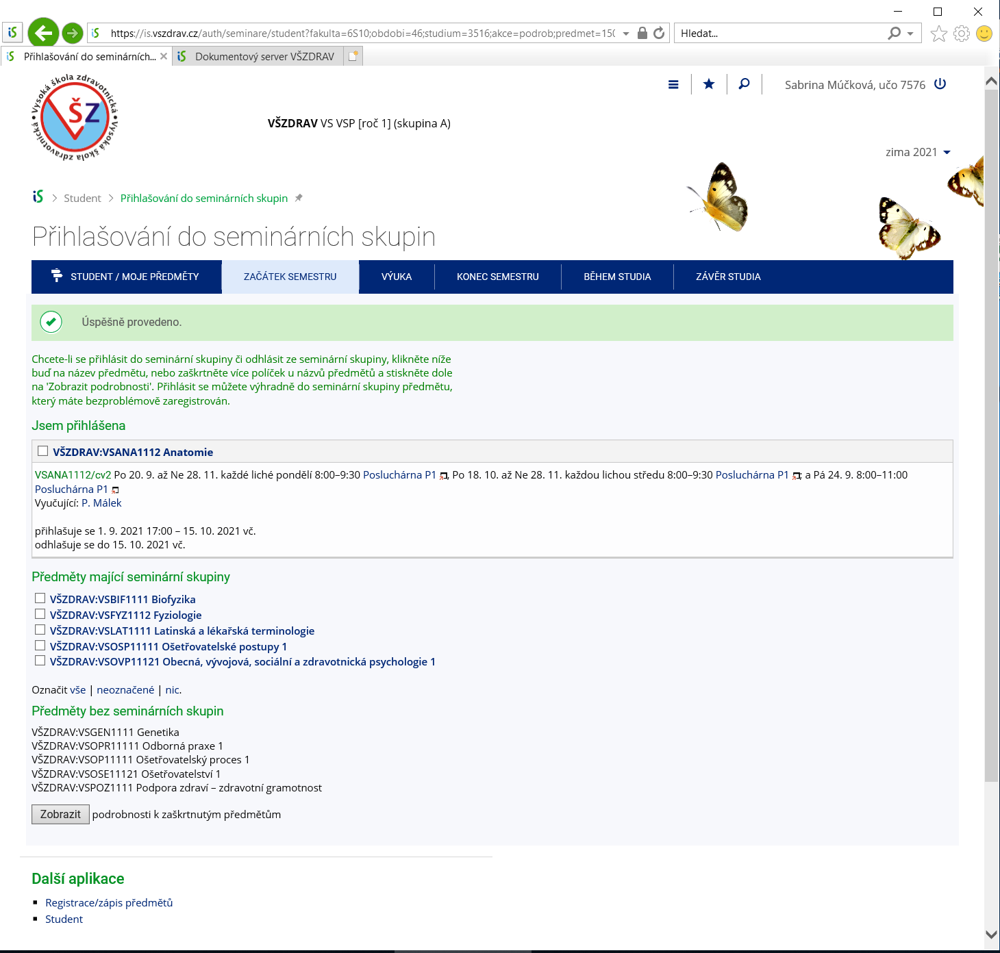 https://is.vszdrav.cz/auth/seminare/student?fakulta=6S10;obdobi=46;studium=3516;akce=podrob;predmet=150
Hledat...
Přihlašování do seminárních...
Dokumentový server VŠZDRAV
Vysoká škola zdravotnická • Vysoká škola zdravotnická •
VŠZ
Sabrina Múčková, učo 7576
VŠZDRAV VS VSP [roč 1] (skupina A)
zima 2021
Student
Přihlašování do seminárních skupin
Přihlašování do seminárních skupin
STUDENT / MOJE PŘEDMĚTY
ZAČÁTEK SEMESTRU
VÝUKA
KONEC SEMESTRU
BĚHEM STUDIA
ZÁVĚR STUDIA
Úspěšně provedeno.
Chcete-li se přihlásit do seminární skupiny či odhlásit ze seminární skupiny, klikněte níže
buď na název předmětu, nebo zaškrtněte více políček u názvů předmětů a stiskněte dole
na 'Zobrazit podrobnosti'. Přihlásit se můžete výhradně do seminární skupiny předmětu,
který máte bezproblémově zaregistrován.
Jsem přihlášena
VŠZDRAV:VSANA1112 Anatomie
VSANA1112/cv2 Po 20. 9. až Ne 28. 11. každé liché pondělí 8:00–9:30 Posluchárna P1, Po 18. 10. až Ne 28. 11. každou lichou středu 8:00–9:30 Posluchárna P1; a Pá 24. 9. 8:00–11:00
Posluchárna P1
Vyučující: P. Málek
přihlašuje se 1. 9. 2021 17:00 – 15. 10. 2021 vč.
odhlašuje se do 15. 10. 2021 vč.
Předměty mající seminární skupiny
VŠZDRAV:VSBIF1111 Biofyzika
VŠZDRAV:VSFYZ1112 Fyziologie
VŠZDRAV:VSLAT1111 Latinská a lékařská terminologie
VŠZDRAV:VSOSP11111 Ošetřovatelské postupy 1
VŠZDRAV:VSOVP11121 Obecná, vývojová, sociální a zdravotnická psychologie 1
Označit vše | neoznačené | nic.
Předměty bez seminárních skupin
VŠZDRAV:VSGEN1111 Genetika
VŠZDRAV:VSOPR11111 Odborná praxe 1
VŠZDRAV:VSOP11111 Ošetřovatelský proces 1
VŠZDRAV:VSOSE11121 Ošetřovatelství 1
VŠZDRAV:VSPOZ1111 Podpora zdraví – zdravotní gramotnost
Zobrazit podrobnosti k zaškrtnutým předmětům
Další aplikace
Registrace/zápis předmětů
Student